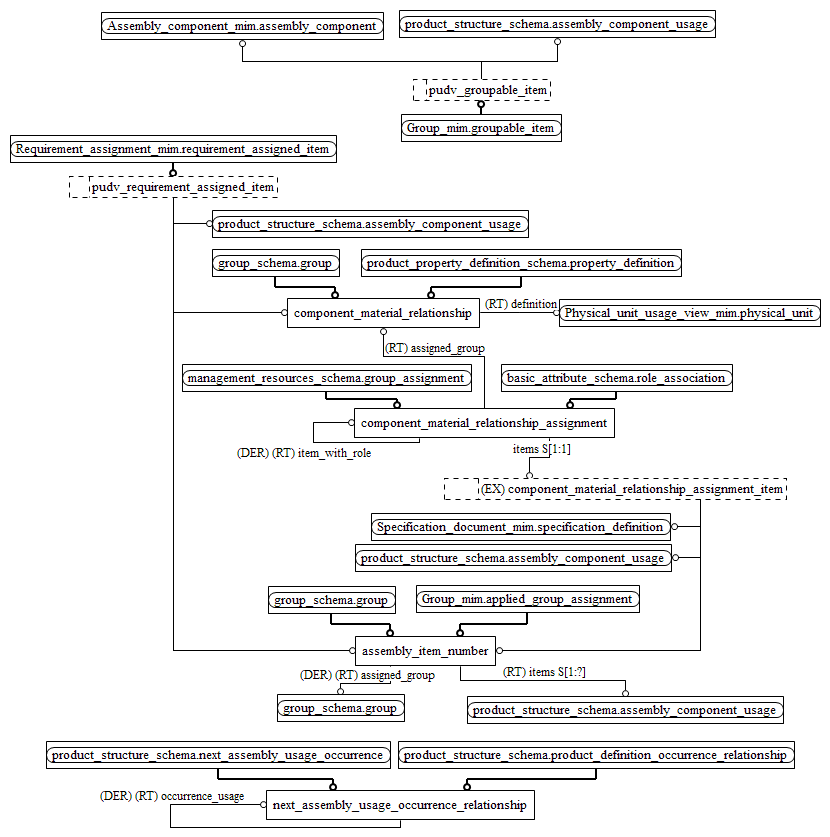 Assembly_component_mim.assembly_component
product_structure_schema.assembly_component_usage
pudv_groupable_item
Group_mim.groupable_item
Requirement_assignment_mim.requirement_assigned_item
pudv_requirement_assigned_item
product_structure_schema.assembly_component_usage
group_schema.group
product_property_definition_schema.property_definition
component_material_relationship
(RT) definition
Physical_unit_usage_view_mim.physical_unit
(RT) assigned_group
management_resources_schema.group_assignment
basic_attribute_schema.role_association
component_material_relationship_assignment
(DER) (RT) item_with_role
items S[1:1]
(EX) component_material_relationship_assignment_item
Specification_document_mim.specification_definition
product_structure_schema.assembly_component_usage
group_schema.group
Group_mim.applied_group_assignment
assembly_item_number
(DER) (RT) assigned_group
(RT) items S[1:?]
group_schema.group
product_structure_schema.assembly_component_usage
product_structure_schema.next_assembly_usage_occurrence
product_structure_schema.product_definition_occurrence_relationship
(DER) (RT) occurrence_usage
next_assembly_usage_occurrence_relationship